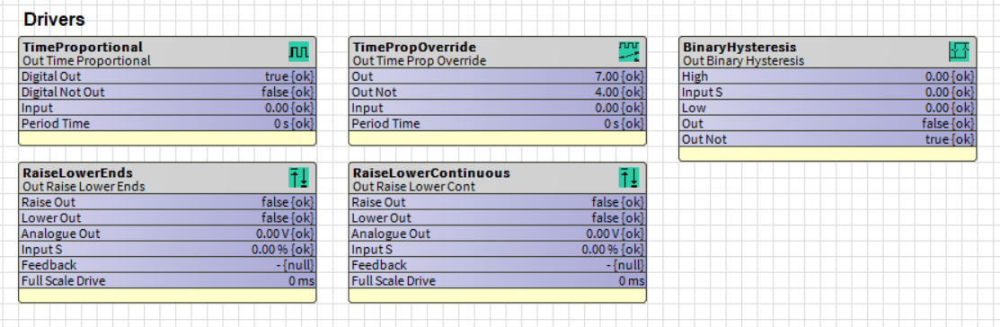 Drivers
TimeProportional
Out Time Proportional
Digital Out true {ok}
Digital Not Out false {ok}
Input 0.00 {ok}
Period Time 0 s {ok}
TimePropOverride
Out Time Prop Override
Out 7.00 {ok}
Out Not 4.00 {ok}
Input 0.00 {ok}
Period Time 0 s {ok}
BinaryHysteresis
Out Binary Hysteresis
High 0.00 {ok}
Input S 0.00 {ok}
Low 0.00 {ok}
Out false {ok}
Out Not true {ok}
RaiseLowerEnds
Out Raise Lower Ends
Raise Out false {ok}
Lower Out false {ok}
Analogue Out 0.00 V {ok}
Input S 0.00 % {ok}
Feedback - {null}
Full Scale Drive 0 ms
RaiseLowerContinuous
Out Raise Lower Cont
Raise Out false {ok}
Lower Out false {ok}
Analogue Out 0.00 V {ok}
Input S 0.00 % {ok}
Feedback - {null}
Full Scale Drive 0 ms